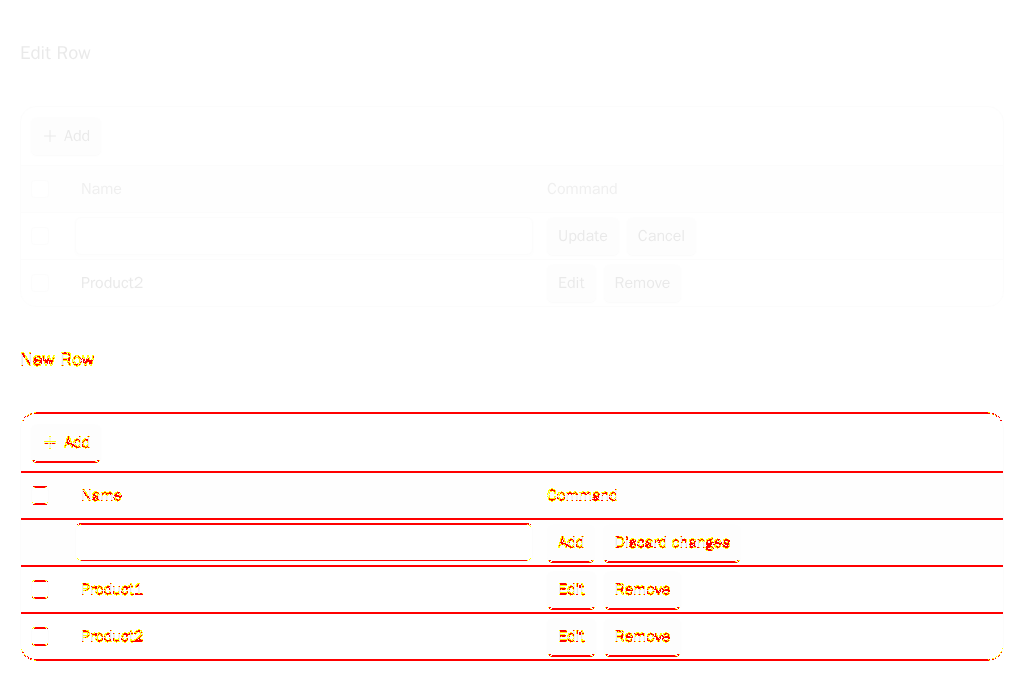 Edit Row
+ Add
Name Command
Update Cancel
Product2 Edit Remove
New Row
+ Add
Name Command
Add Discard changes
Product1 Edit Remove
Product2 Edit Remove